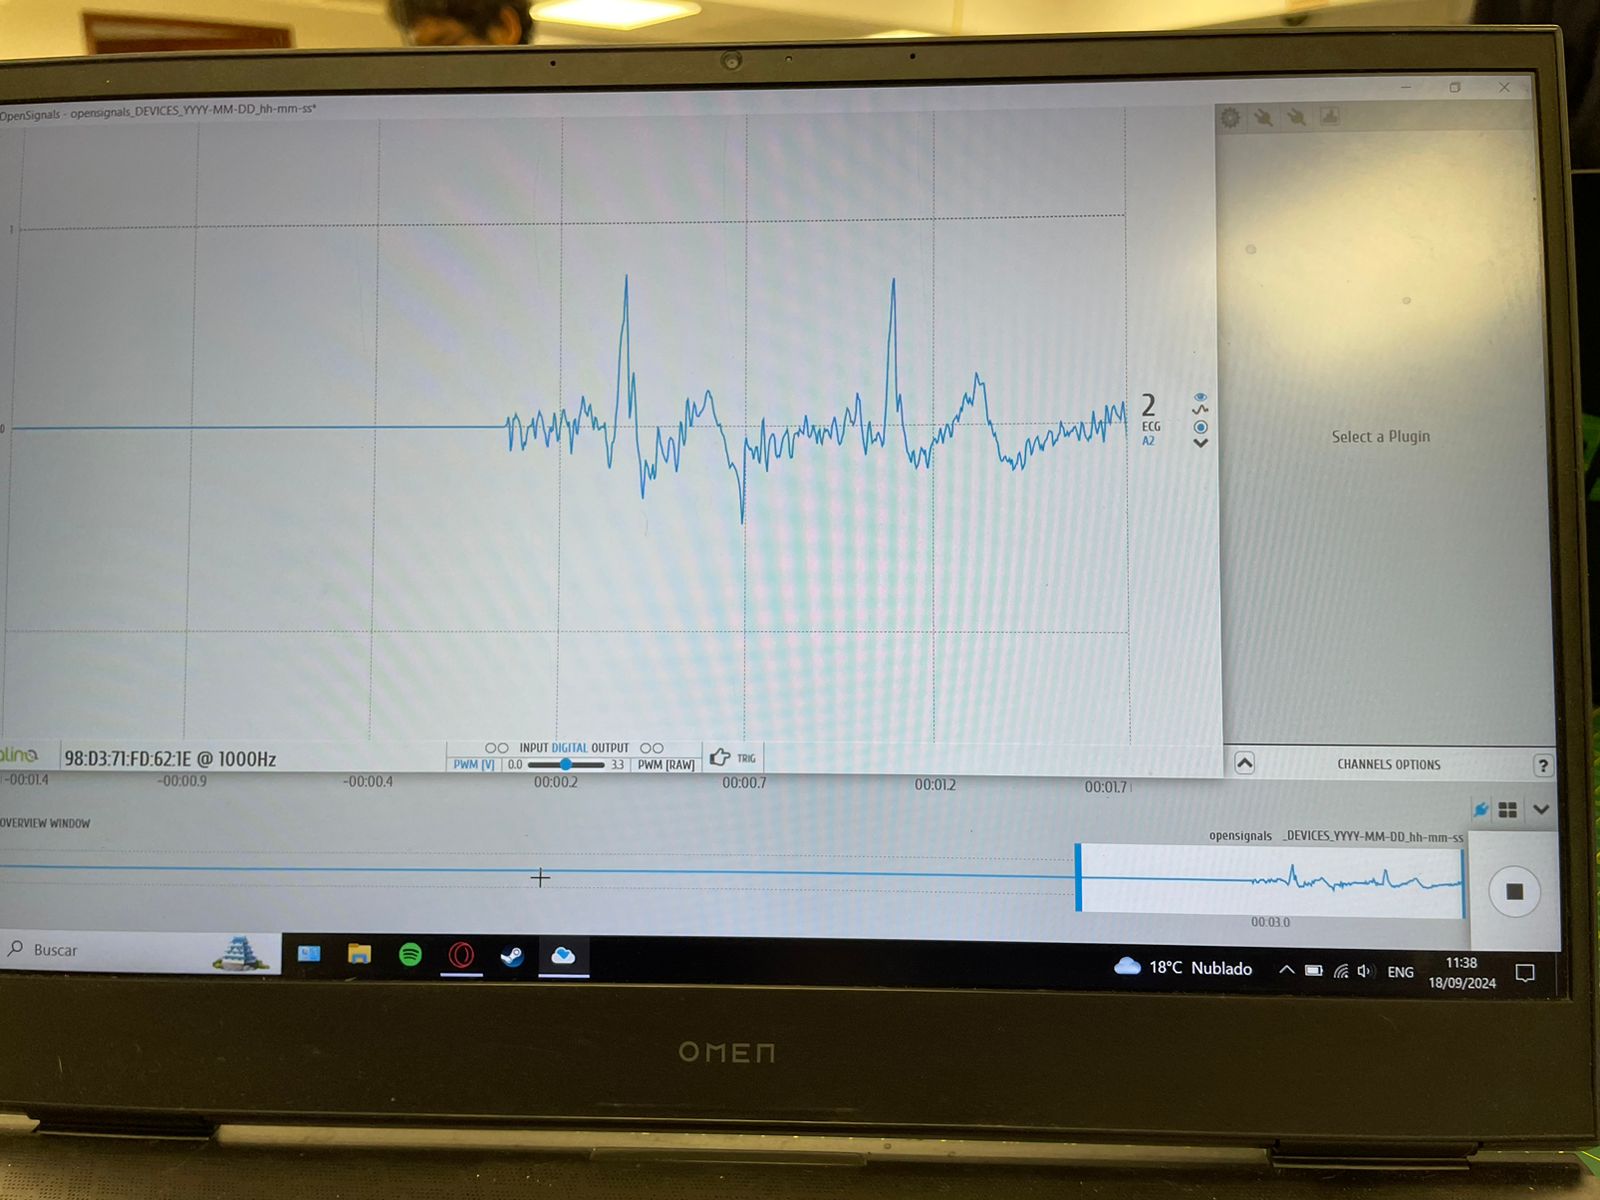 OpenSignals - opensignals_DEVICES_YYYY-MM-DD_hh-mm-ss*
1
0
2
ECG
A2
Select a Plugin
98:D3:71:FD:62:1E @ 1000Hz
INPUT DIGITAL OUTPUT
PWM [V] 0.0 3.3 PWM [RAW]
TRIG
CHANNELS OPTIONS
?
-00:01.4 -00:00.9 -00:00.4 00:00.2 00:00.7 00:01.2 00:01.7
OVERVIEW WINDOW
opensignals _DEVICES_YYYY-MM-DD_hh-mm-ss
00:03.0
Buscar
18°C Nublado
ENG
11:38
18/09/2024
OMEN